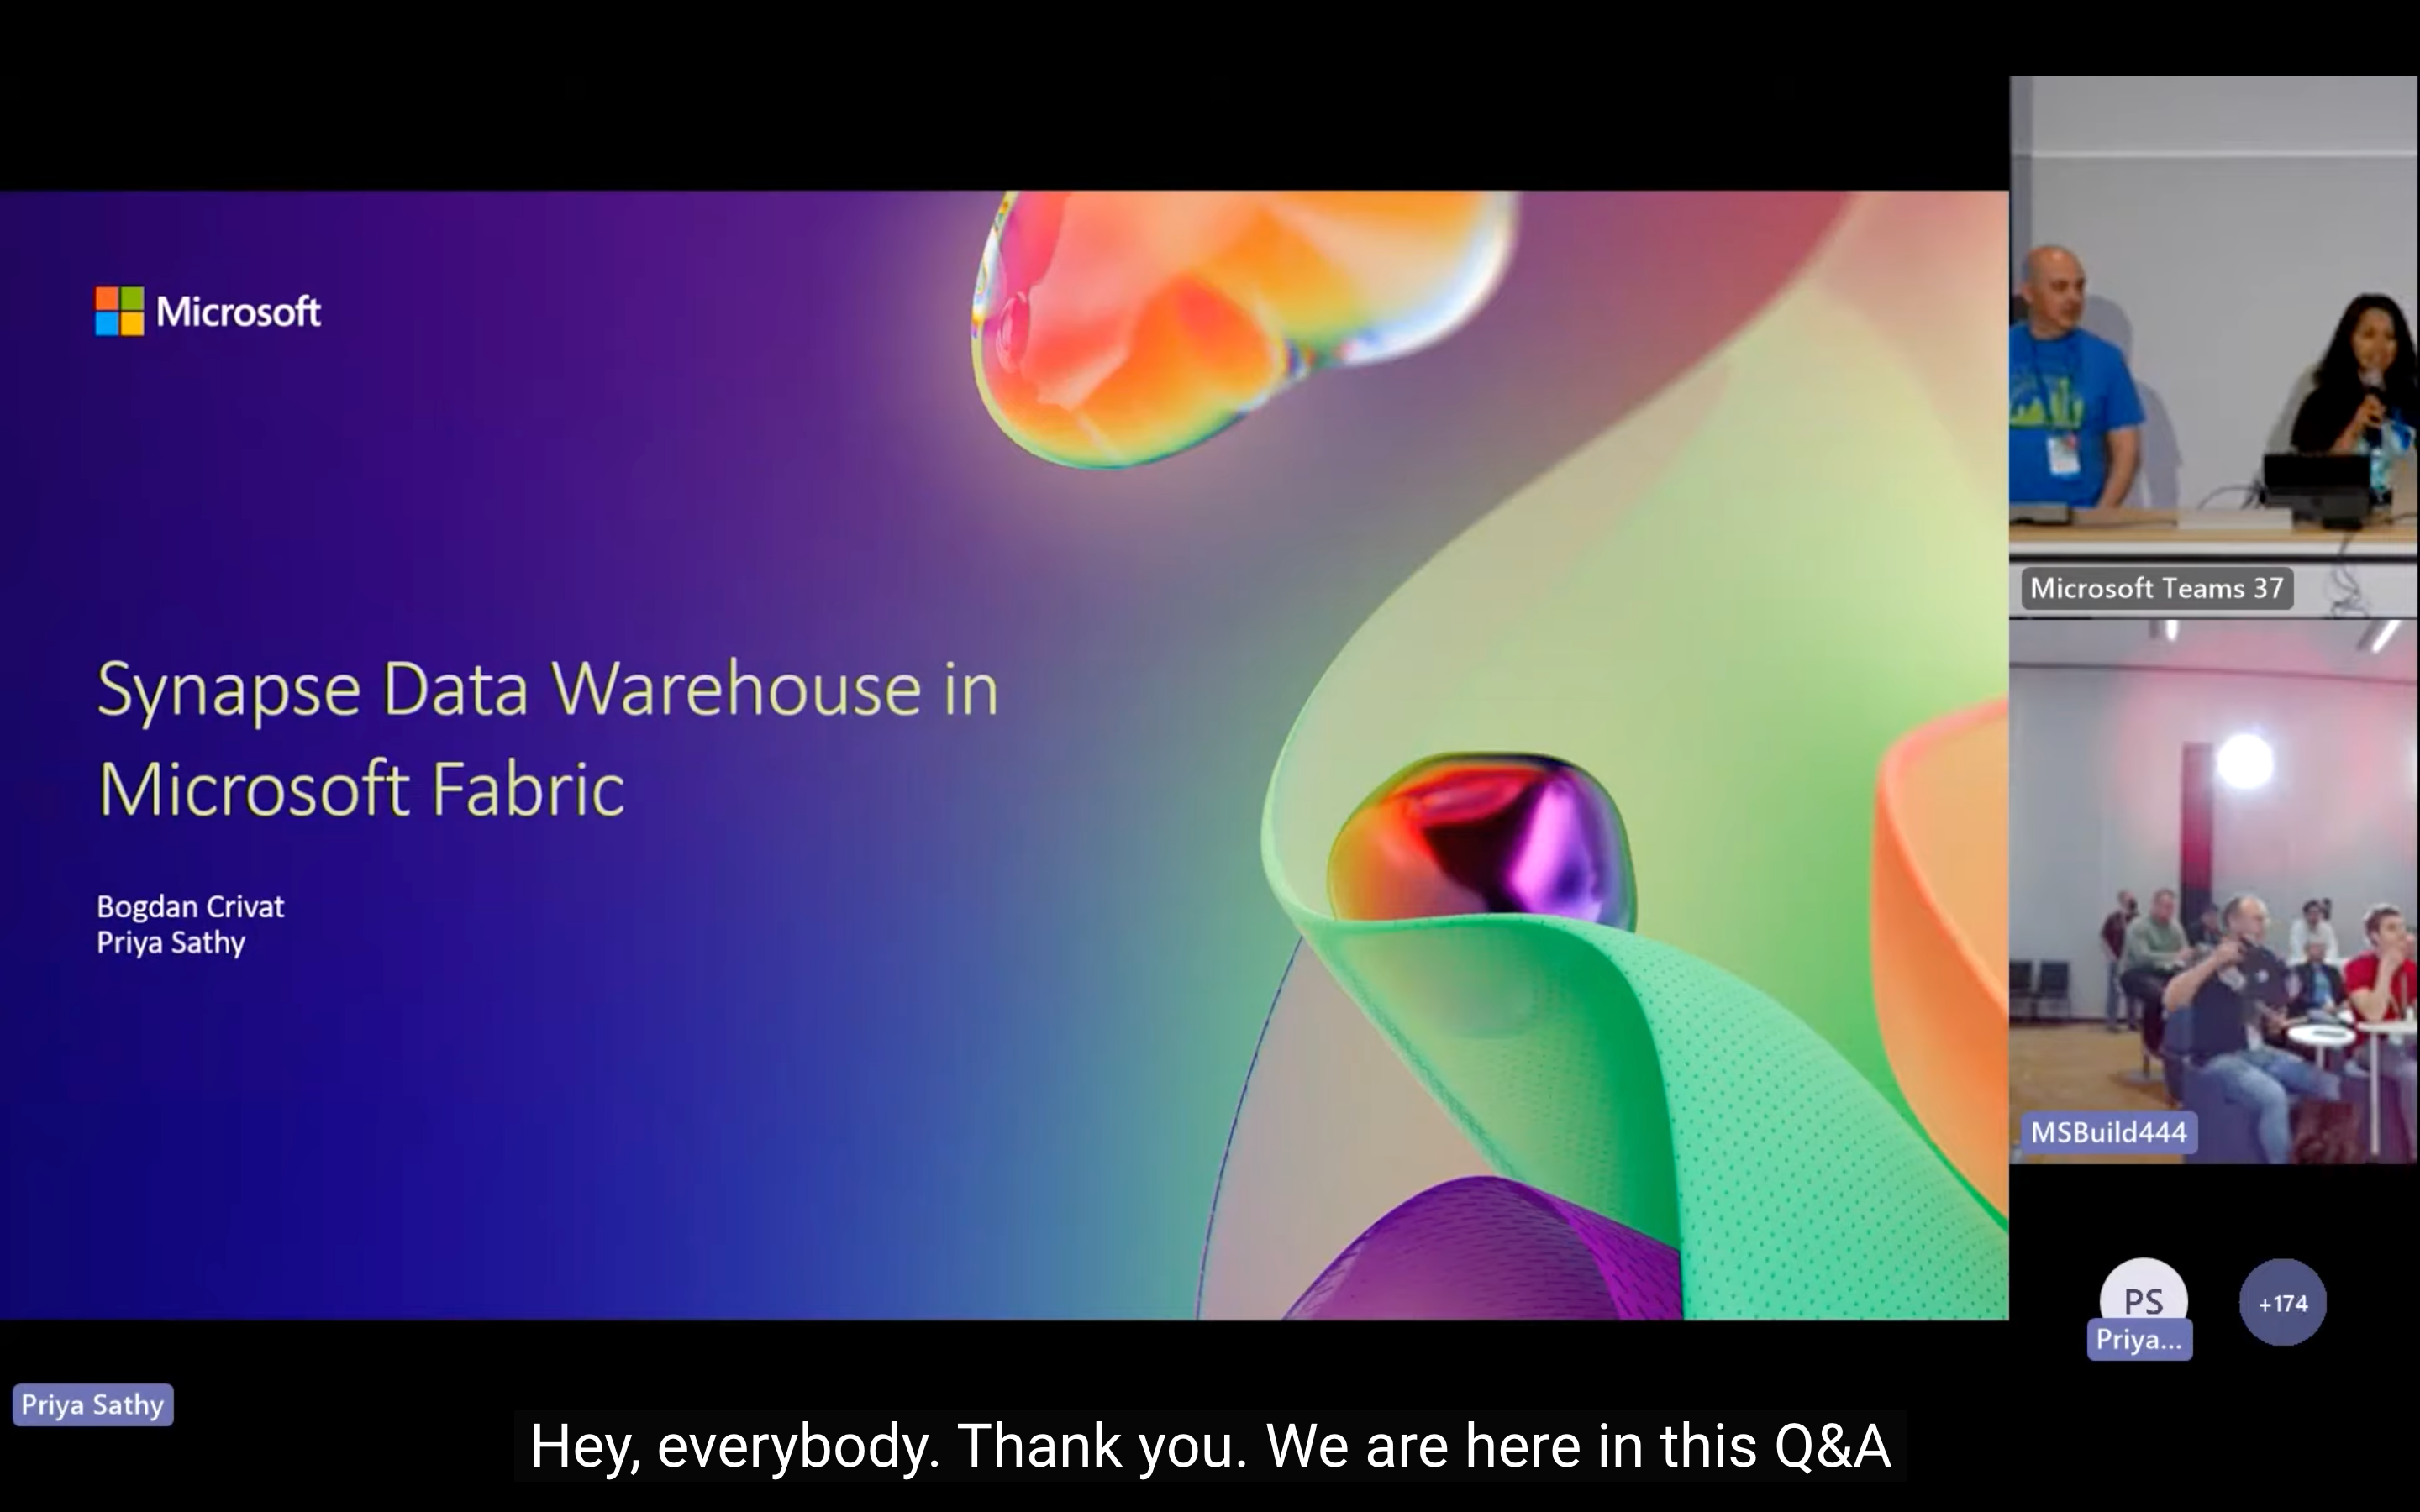 Microsoft
Synapse Data Warehouse in
Microsoft Fabric
Bogdan Crivat
Priya Sathy
Microsoft Teams 37
MSBuild444
PS
Priya...
+174
Priya Sathy
Hey, everybody. Thank you. We are here in this Q&A